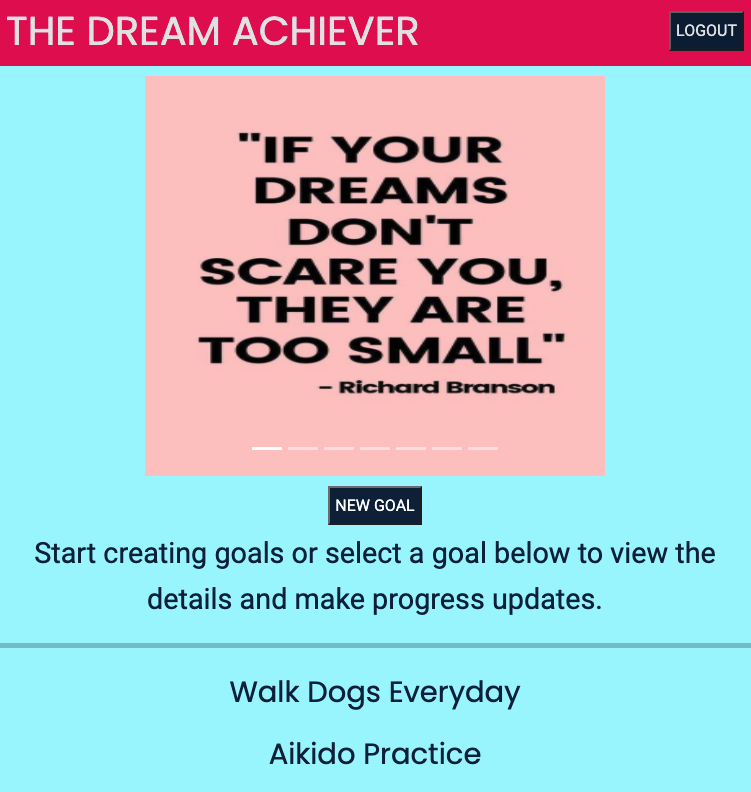 THE DREAM ACHIEVER
LOGOUT
"IF YOUR
DREAMS
DON'T
SCARE YOU,
THEY ARE
TOO SMALL"
– Richard Branson
NEW GOAL
Start creating goals or select a goal below to view the
details and make progress updates.
Walk Dogs Everyday
Aikido Practice